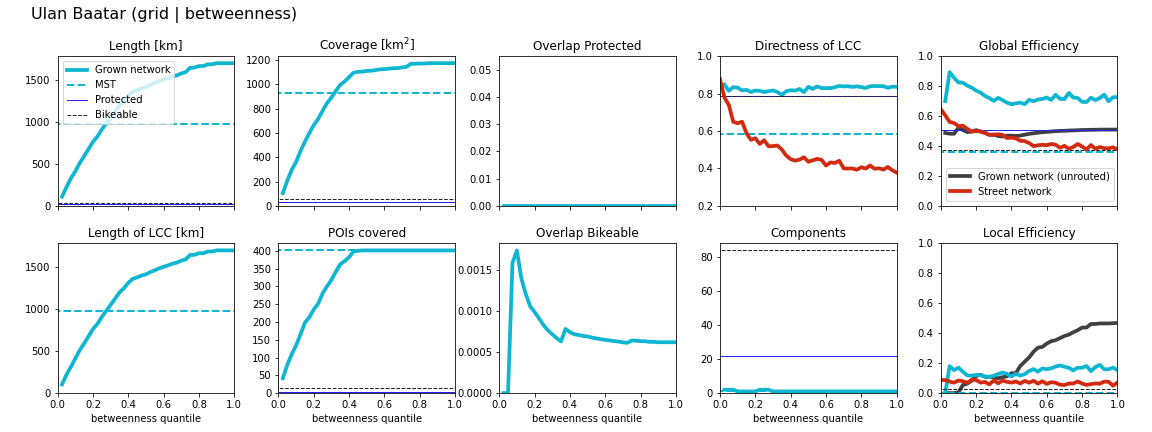 Ulan Baatar (grid | betweenness)
Length [km]
Grown network
MST
Protected
Bikeable
1500
1000
500
0
Coverage [km²]
1200
1000
800
600
400
200
0
Overlap Protected
0.05
0.04
0.03
0.02
0.01
0.00
Directness of LCC
1.0
0.8
0.6
0.4
0.2
Global Efficiency
1.0
0.8
0.6
0.4
0.2
0.0
Grown network (unrouted)
Street network
Length of LCC [km]
1500
1000
500
0
0.0 0.2 0.4 0.6 0.8 1.0
betweenness quantile
POIs covered
400
350
300
250
200
150
100
50
0
0.0 0.2 0.4 0.6 0.8 1.0
betweenness quantile
Overlap Bikeable
0.0015
0.0010
0.0005
0.0000
0.0 0.2 0.4 0.6 0.8 1.0
betweenness quantile
Components
80
60
40
20
0
0.0 0.2 0.4 0.6 0.8 1.0
betweenness quantile
Local Efficiency
1.0
0.8
0.6
0.4
0.2
0.0
0.0 0.2 0.4 0.6 0.8 1.0
betweenness quantile